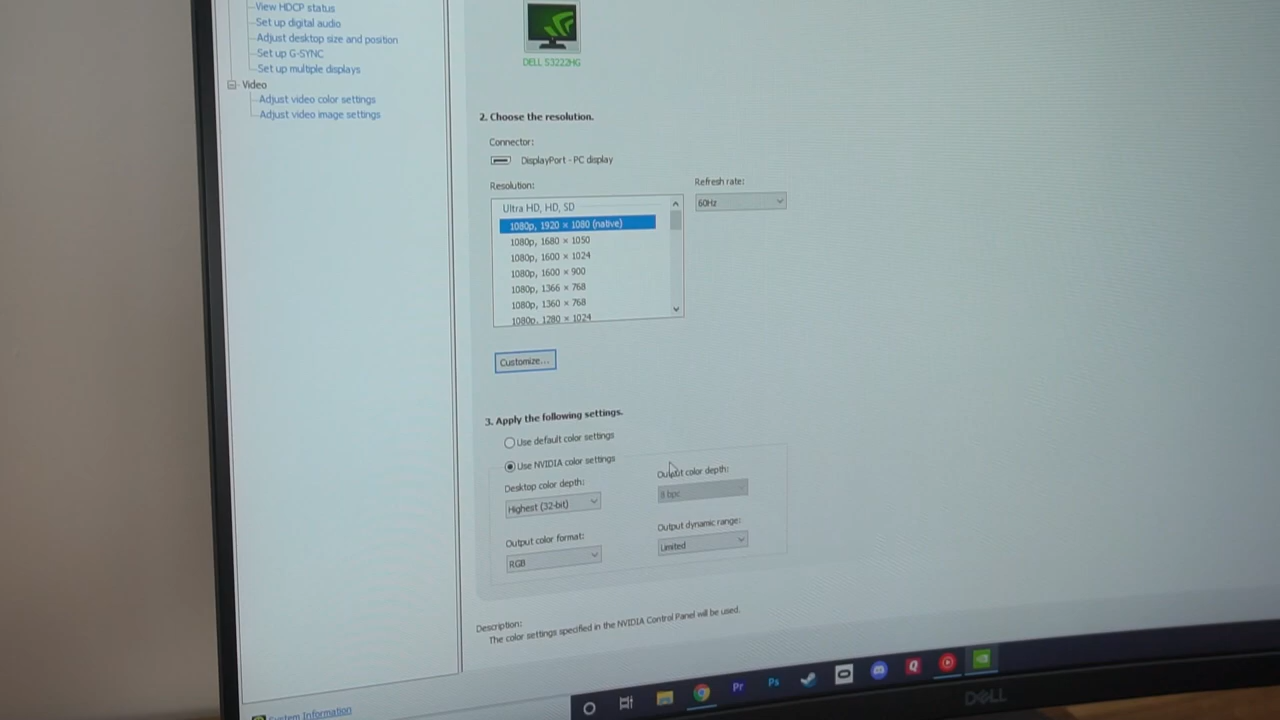 View HDCP status
Set up digital audio
Adjust desktop size and position
Set up G-SYNC
Set up multiple displays
Video
Adjust video color settings
Adjust video image settings
System Information
DELL S3222HG
2. Choose the resolution.
Connector:
DisplayPort - PC display
Resolution:
Refresh rate:
60Hz
Ultra HD, HD, SD
1080p, 1920 × 1080 (native)
1080p, 1680 × 1050
1080p, 1600 × 1024
1080p, 1600 × 900
1080p, 1366 × 768
1080p, 1360 × 768
1080p, 1280 × 1024
Customize...
3. Apply the following settings.
Use default color settings
Use NVIDIA color settings
Desktop color depth:
Highest (32-bit)
Output color depth:
8 bpc
Output color format:
RGB
Output dynamic range:
Limited
Description:
The color settings specified in the NVIDIA Control Panel will be used.
Pr
Ps
DELL